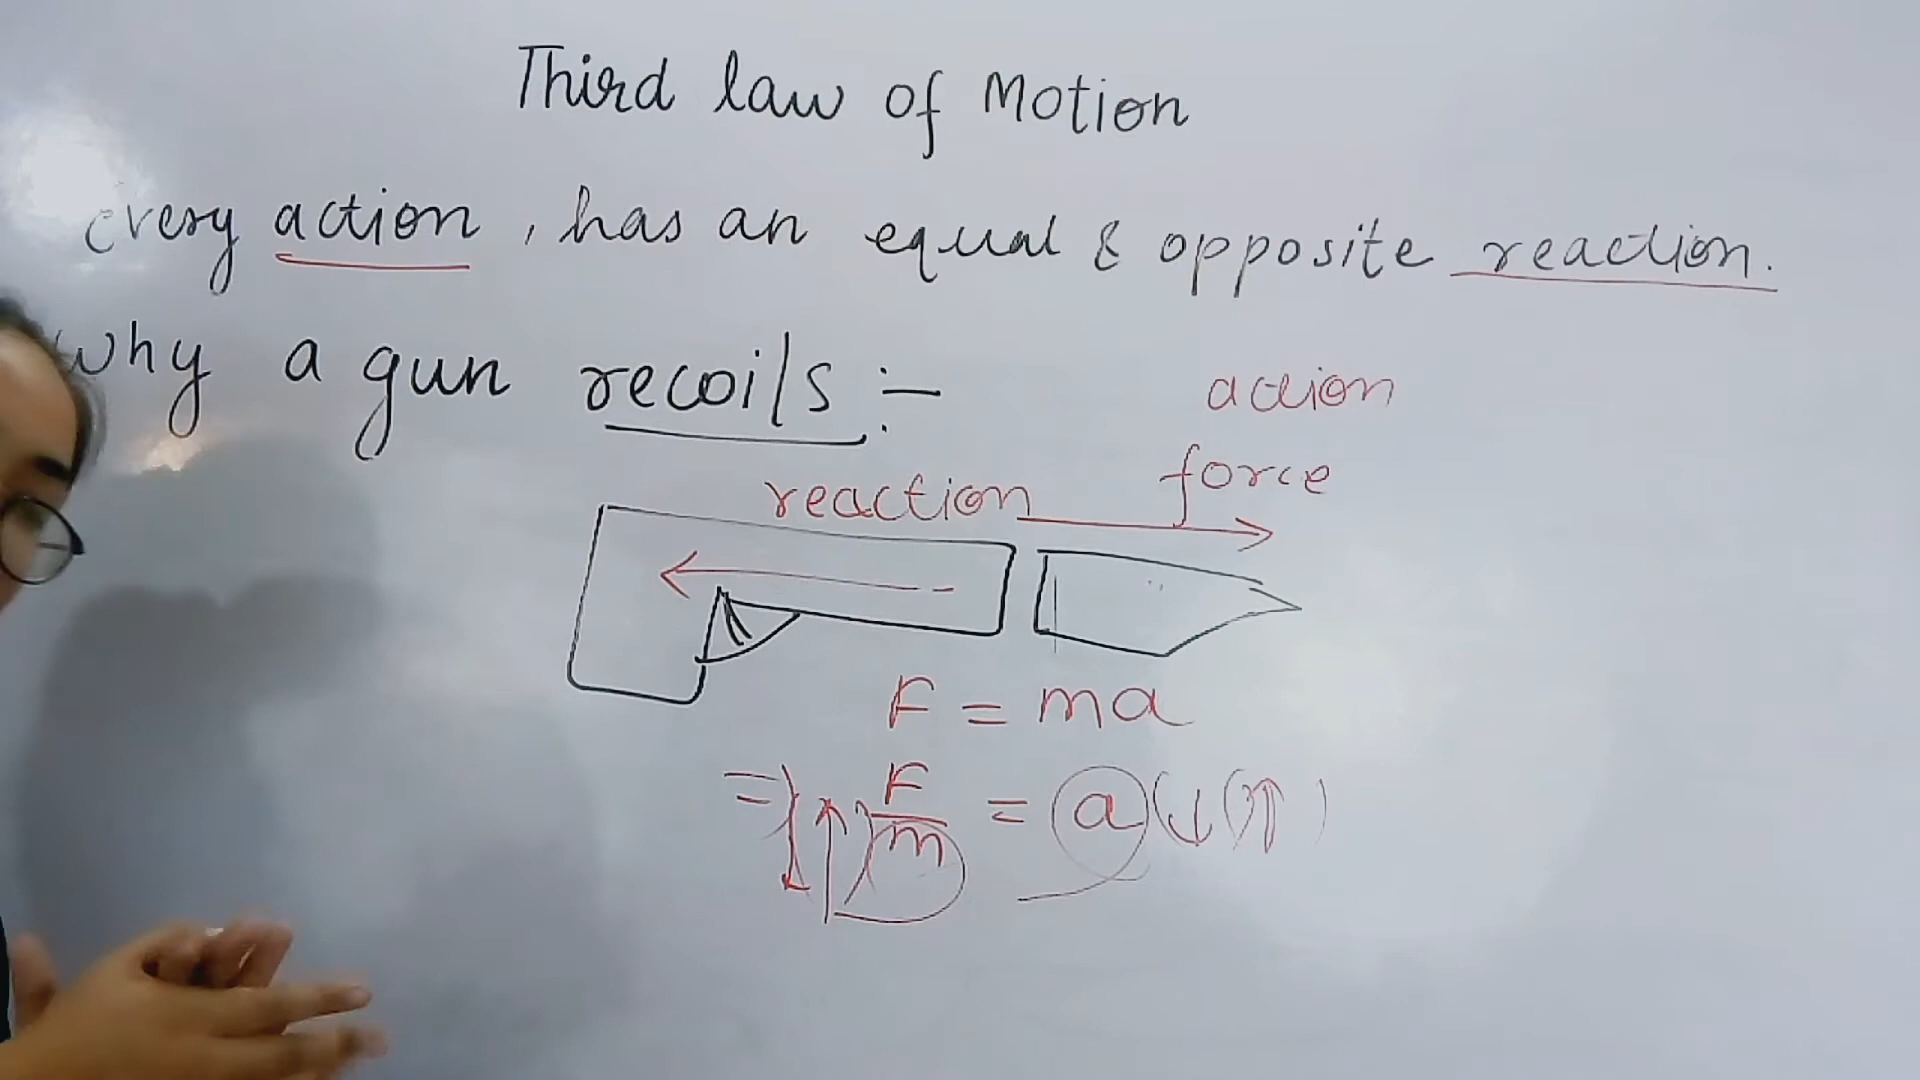 Third law of Motion
every action, has an equal & opposite reaction.
Why a gun recoils :-
action
force
reaction
F = ma
⇒ (↓ ↑) F/m = a (↓ (↑)